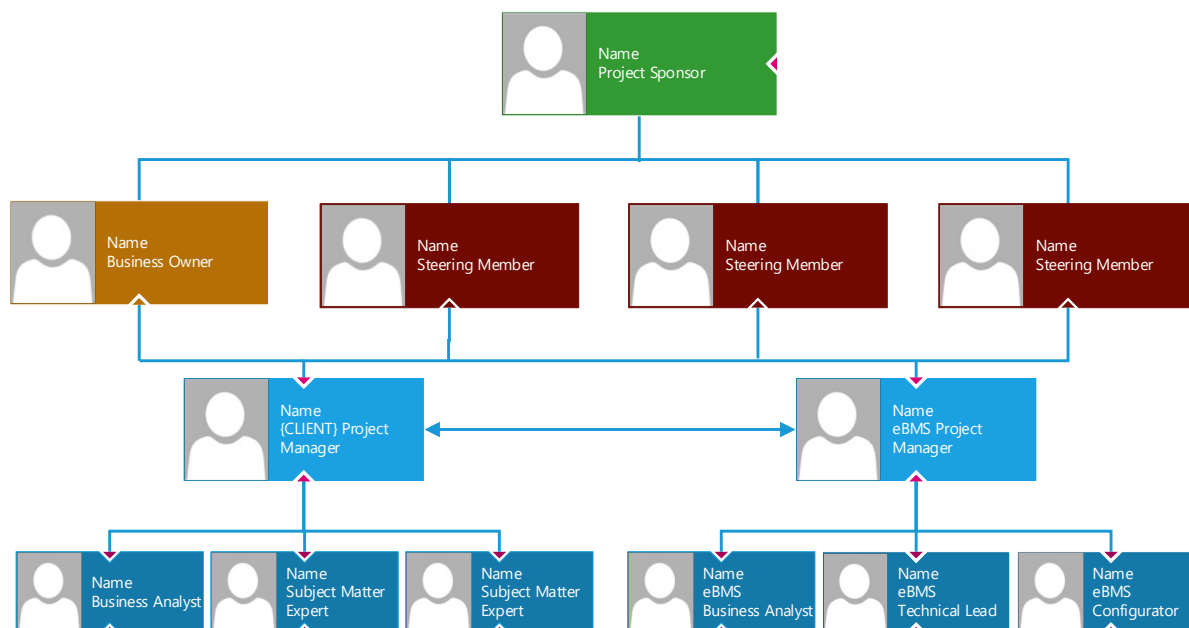 Name
Project Sponsor
Name
Business Owner
Name
Steering Member
Name
Steering Member
Name
Steering Member
Name
{CLIENT} Project
Manager
Name
eBMS Project
Manager
Name
Business Analyst
Name
Subject Matter
Expert
Name
Subject Matter
Expert
Name
eBMS
Business Analyst
Name
eBMS
Technical Lead
Name
eBMS
Configurator